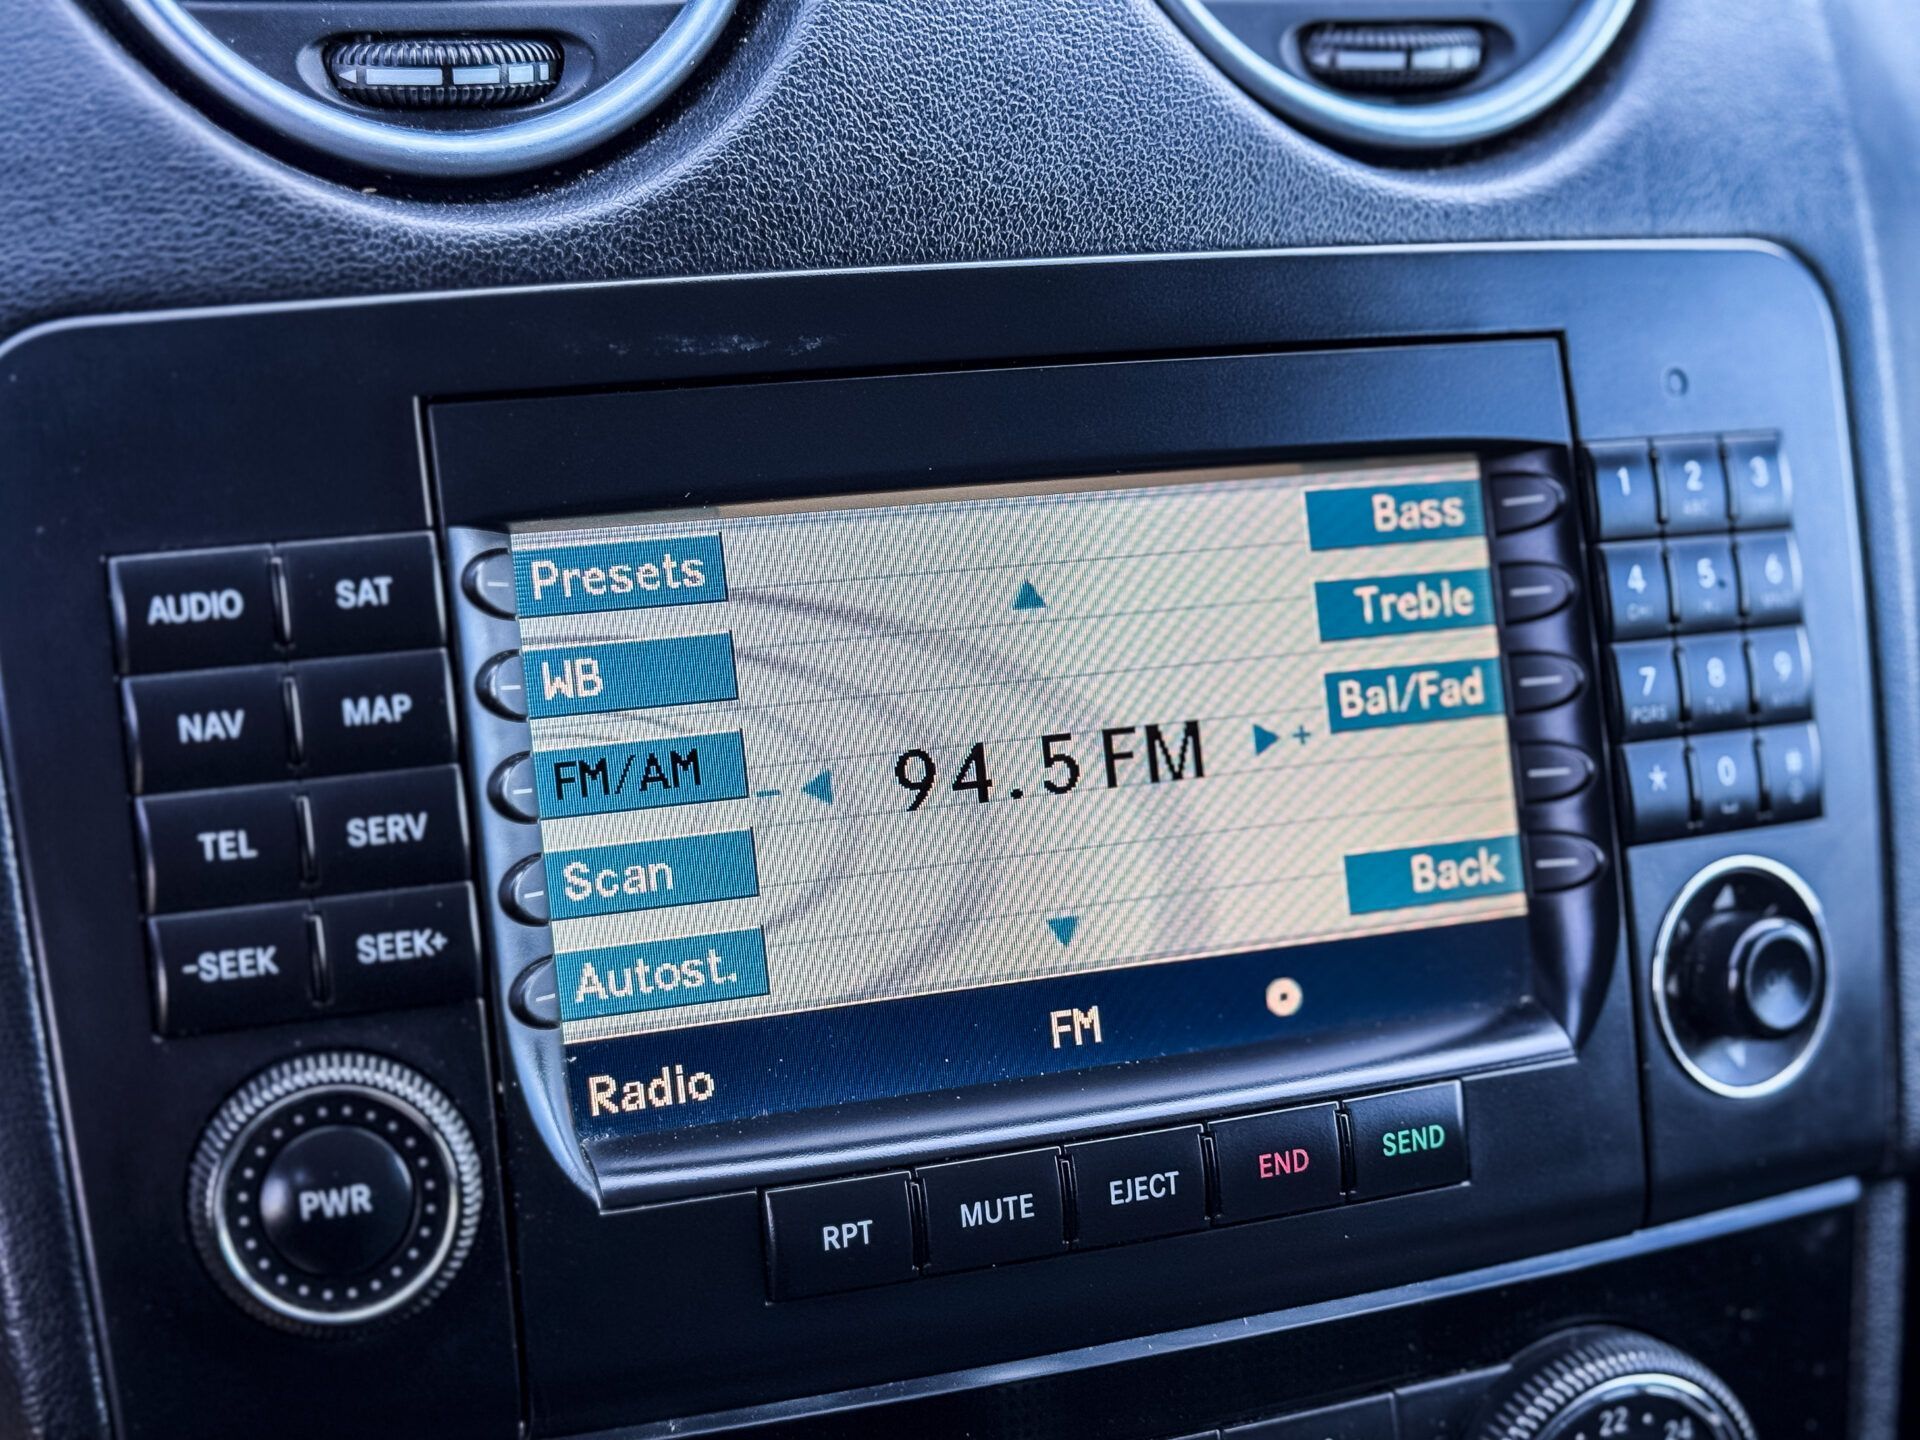 AUDIO
SAT
NAV
MAP
TEL
SERV
-SEEK
SEEK+
PWR
Presets
WB
FM/AM
Scan
Autost.
- 94.5 FM +
Bass
Treble
Bal/Fad
Back
Radio
FM
RPT
MUTE
EJECT
END
SEND
1
2
3
4
5
6
7
8
9
*
0
#
22 • 24